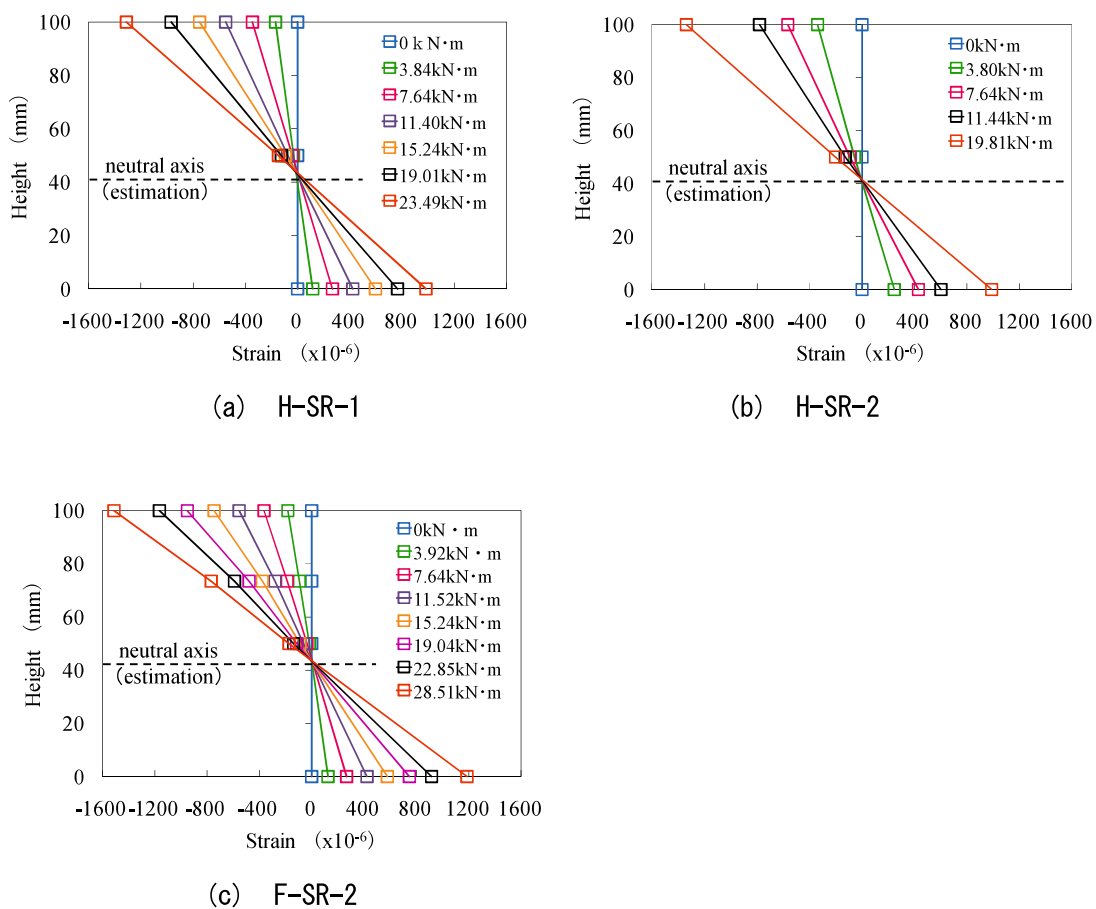 100
80
60
40
20
0
Height (mm)
0 k N・m
3.84kN・m
7.64kN・m
11.40kN・m
15.24kN・m
19.01kN・m
23.49kN・m
neutral axis
(estimation)
-1600 -1200 -800 -400 0 400 800 1200 1600
Strain (x10⁻⁶)
(a) H-SR-1
100
80
60
40
20
0
Height (mm)
0kN・m
3.80kN・m
7.64kN・m
11.44kN・m
19.81kN・m
neutral axis
(estimation)
-1600 -1200 -800 -400 0 400 800 1200 1600
Strain (x10⁻⁶)
(b) H-SR-2
100
80
60
40
20
0
Height (mm)
0kN ・ m
3.92kN・m
7.64kN・m
11.52kN・m
15.24kN・m
19.04kN・m
22.85kN・m
28.51kN・m
neutral axis
(estimation)
-1600 -1200 -800 -400 0 400 800 1200 1600
Strain (x10⁻⁶)
(c) F-SR-2